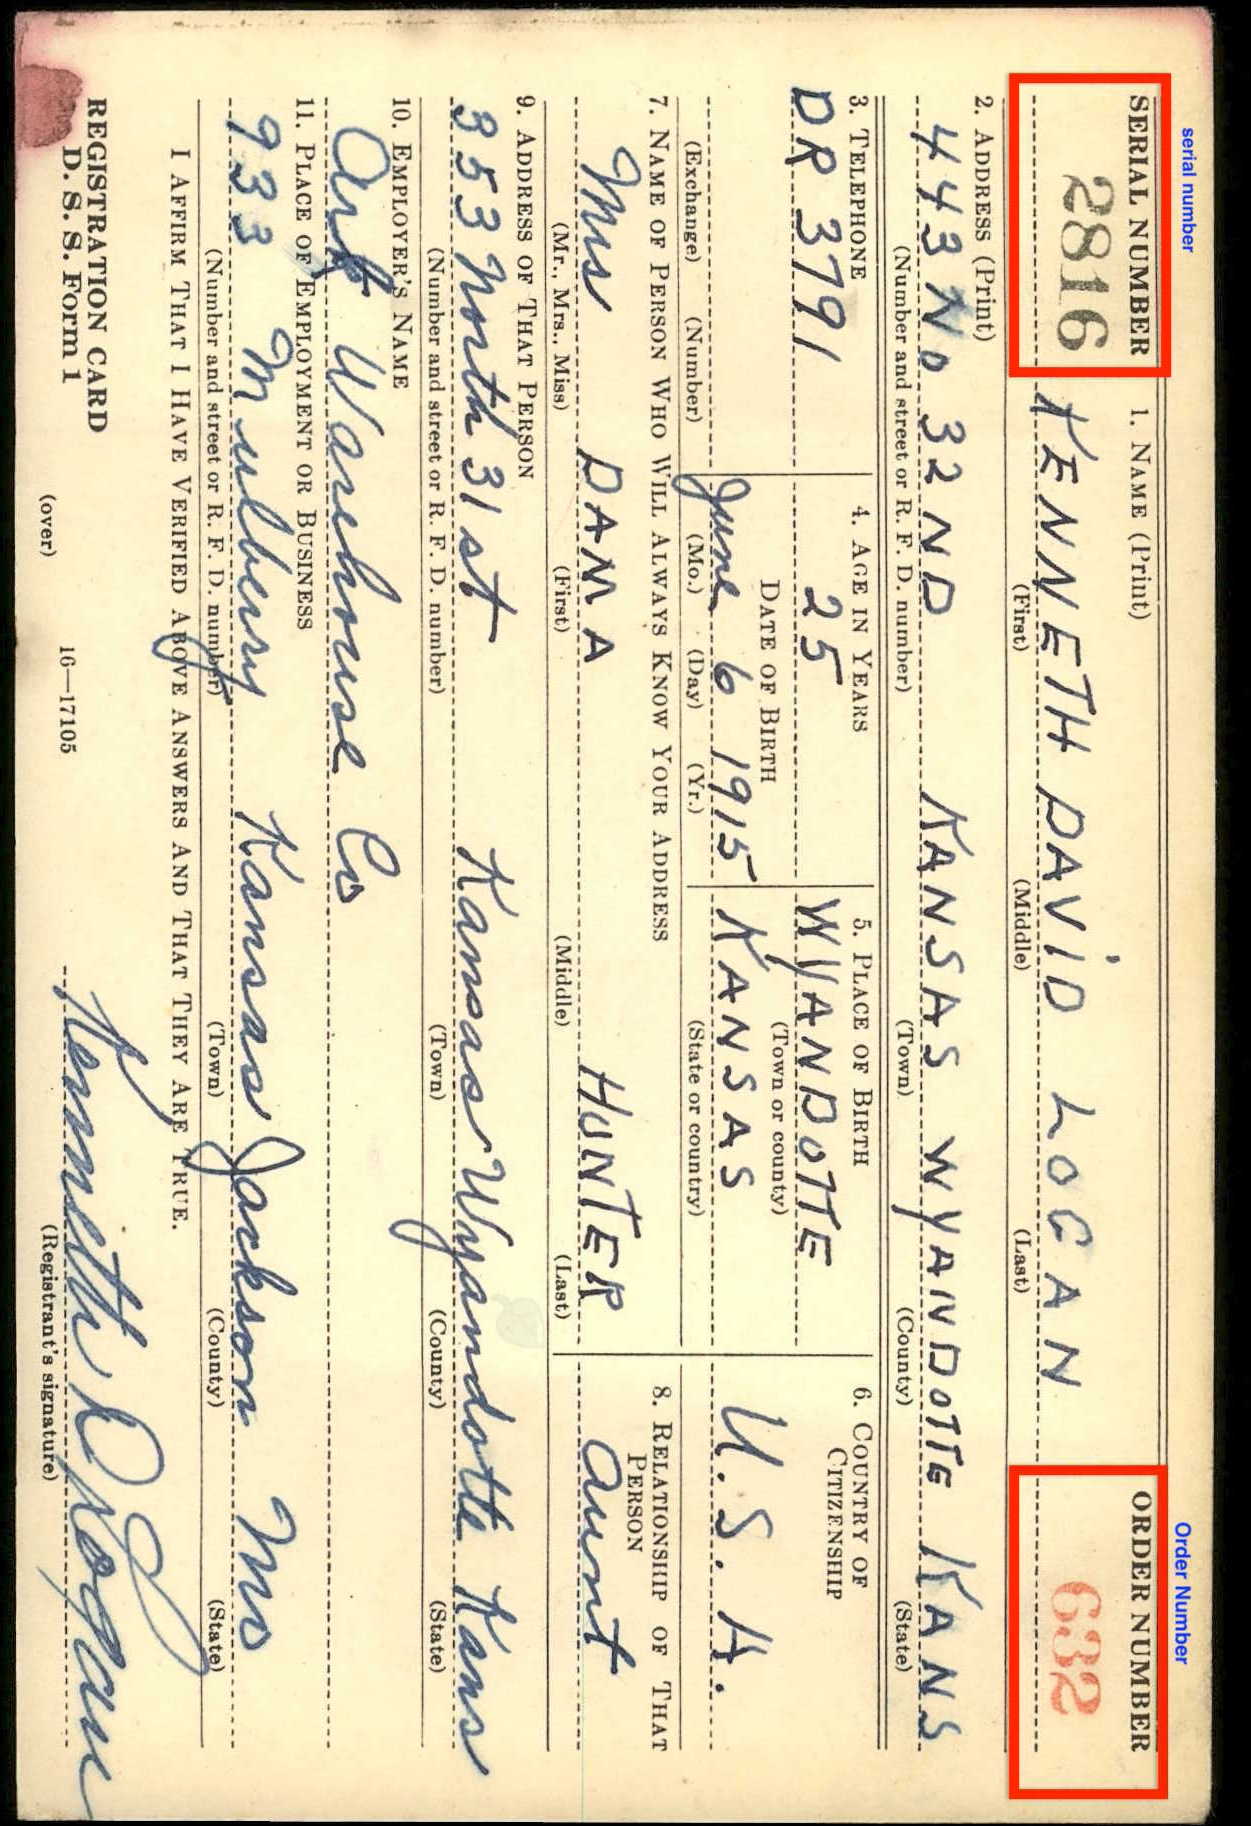 serial number
Order Number
SERIAL NUMBER
1. NAME (Print)
ORDER NUMBER
2816
KENNETH DAVID LOGAN
632
(First) (Middle) (Last)
2. ADDRESS (Print)
443 No 32ND KANSAS WYANDOTTE KANS
(Number and street or R. F. D. number) (Town) (County) (State)
3. TELEPHONE
4. AGE IN YEARS
5. PLACE OF BIRTH
6. COUNTRY OF CITIZENSHIP
DR 3791
25
WYANDOTTE
DATE OF BIRTH
(Town or county)
June 6 1915
KANSAS
U. S. A.
(Exchange) (Number)
(Mo.) (Day) (Yr.)
(State or country)
7. NAME OF PERSON WHO WILL ALWAYS KNOW YOUR ADDRESS
8. RELATIONSHIP OF THAT PERSON
Mrs DAMA HUNTER
aunt
(Mr., Mrs., Miss) (First) (Middle) (Last)
9. ADDRESS OF THAT PERSON
353 North 31st Kansas Wyandotte Kans
(Number and street or R. F. D. number) (Town) (County) (State)
10. EMPLOYER'S NAME
Warehouse Co
11. PLACE OF EMPLOYMENT OR BUSINESS
933 Mulberry Kansas Jackson Mo
(Number and street or R. F. D. number) (Town) (County) (State)
I AFFIRM THAT I HAVE VERIFIED ABOVE ANSWERS AND THAT THEY ARE TRUE.
REGISTRATION CARD
D. S. S. Form 1
(over)
16—17105
Kenneth D Logan
(Registrant's signature)